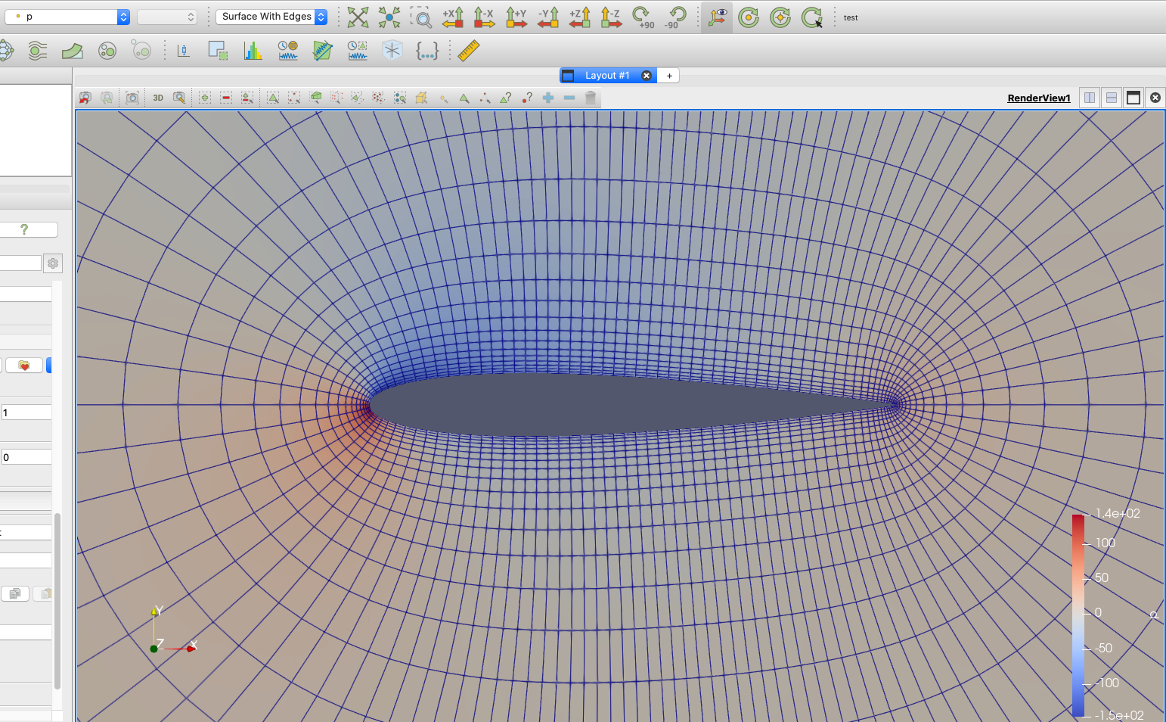 p
Surface With Edges
+X
-X
+Y
-Y
+Z
-Z
+90
-90
test
Layout #1
+
3D
RenderView1
?
1
0
1.4e+02
100
50
0
-50
-100
-1.5e+02
p
Y
Z
X